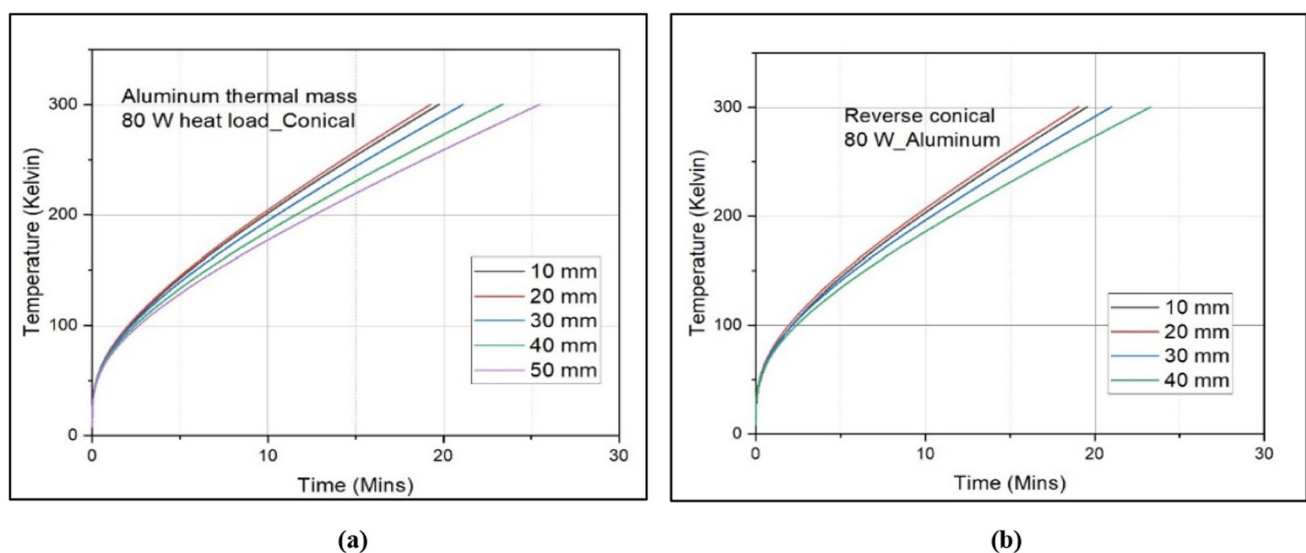 Aluminum thermal mass
80 W heat load_Conical
Temperature (Kelvin)
300
200
100
0
10 mm
20 mm
30 mm
40 mm
50 mm
0
10
20
30
Time (Mins)
(a)
Reverse conical
80 W_Aluminum
Temperature (Kelvin)
300
200
100
0
10 mm
20 mm
30 mm
40 mm
0
10
20
30
Time (Mins)
(b)